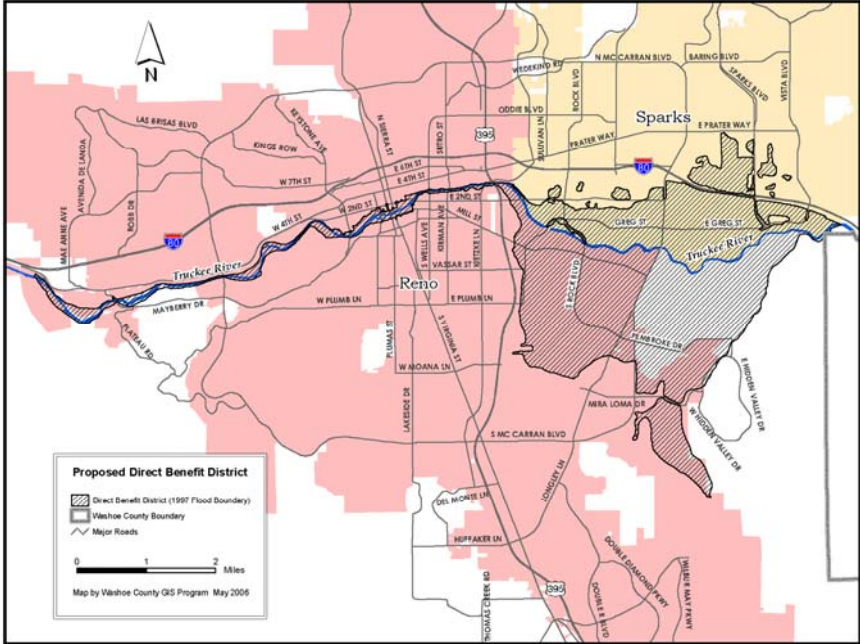 N
N MC CARRAN BLVD
BARING BLVD
WEDEKIND RD
SPARKS BLVD
VISTA BLVD
ROCK BLVD
ODDIE BLVD
Sparks
SULLIVAN LN
E PRATER WAY
PRATER WAY
LAS BRISAS BLVD
KEYSTONE AVE
N SIERRA ST
395
KINGS ROW
AVENIDA DE LANDA
E 6TH ST
E 4TH ST
80
W 7TH ST
ROBB DR
MAE ANNE AVE
W 2ND ST
E 2ND ST
W 4TH ST
MILL ST
GREG ST
E GREG ST
80
Truckee River
Truckee River
S WELLS AVE
KIRMAN AVE
KIETZKE LN
VASSAR ST
Reno
S ROCK BLVD
MAYBERRY DR
W PLUMB LN
E PLUMB LN
PLATEAU RD
PLUMAS ST
S VIRGINIA ST
PEMBROKE DR
W MOANA LN
E HIDDEN VALLEY DR
MIRA LOMA DR
W HIDDEN VALLEY DR
LAKESIDE DR
S MC CARRAN BLVD
LONGLEY LN
DEL MONTE LN
HUFFAKER LN
DOUBLE DIAMOND PKWY
WILBUR MAY PKWY
395
DOUBLE R BLVD
THOMAS CREEK RD
Proposed Direct Benefit District
Direct Benefit District (1997 Flood Boundary)
Washoe County Boundary
Major Roads
0 1 2
Miles
Map by Washoe County GIS Program May 2006